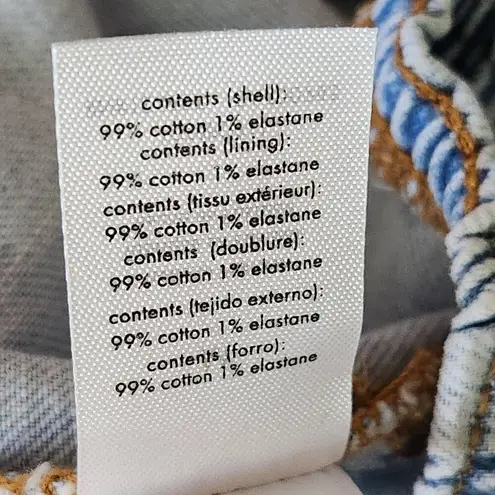 contents (shell):
99% cotton 1% elastane
contents (lining):
99% cotton 1% elastane
contents (tissu extérieur):
99% cotton 1% elastane
contents (doublure):
99% cotton 1% elastane
contents (tejido externo):
99% cotton 1% elastane
contents (forro):
99% cotton 1% elastane